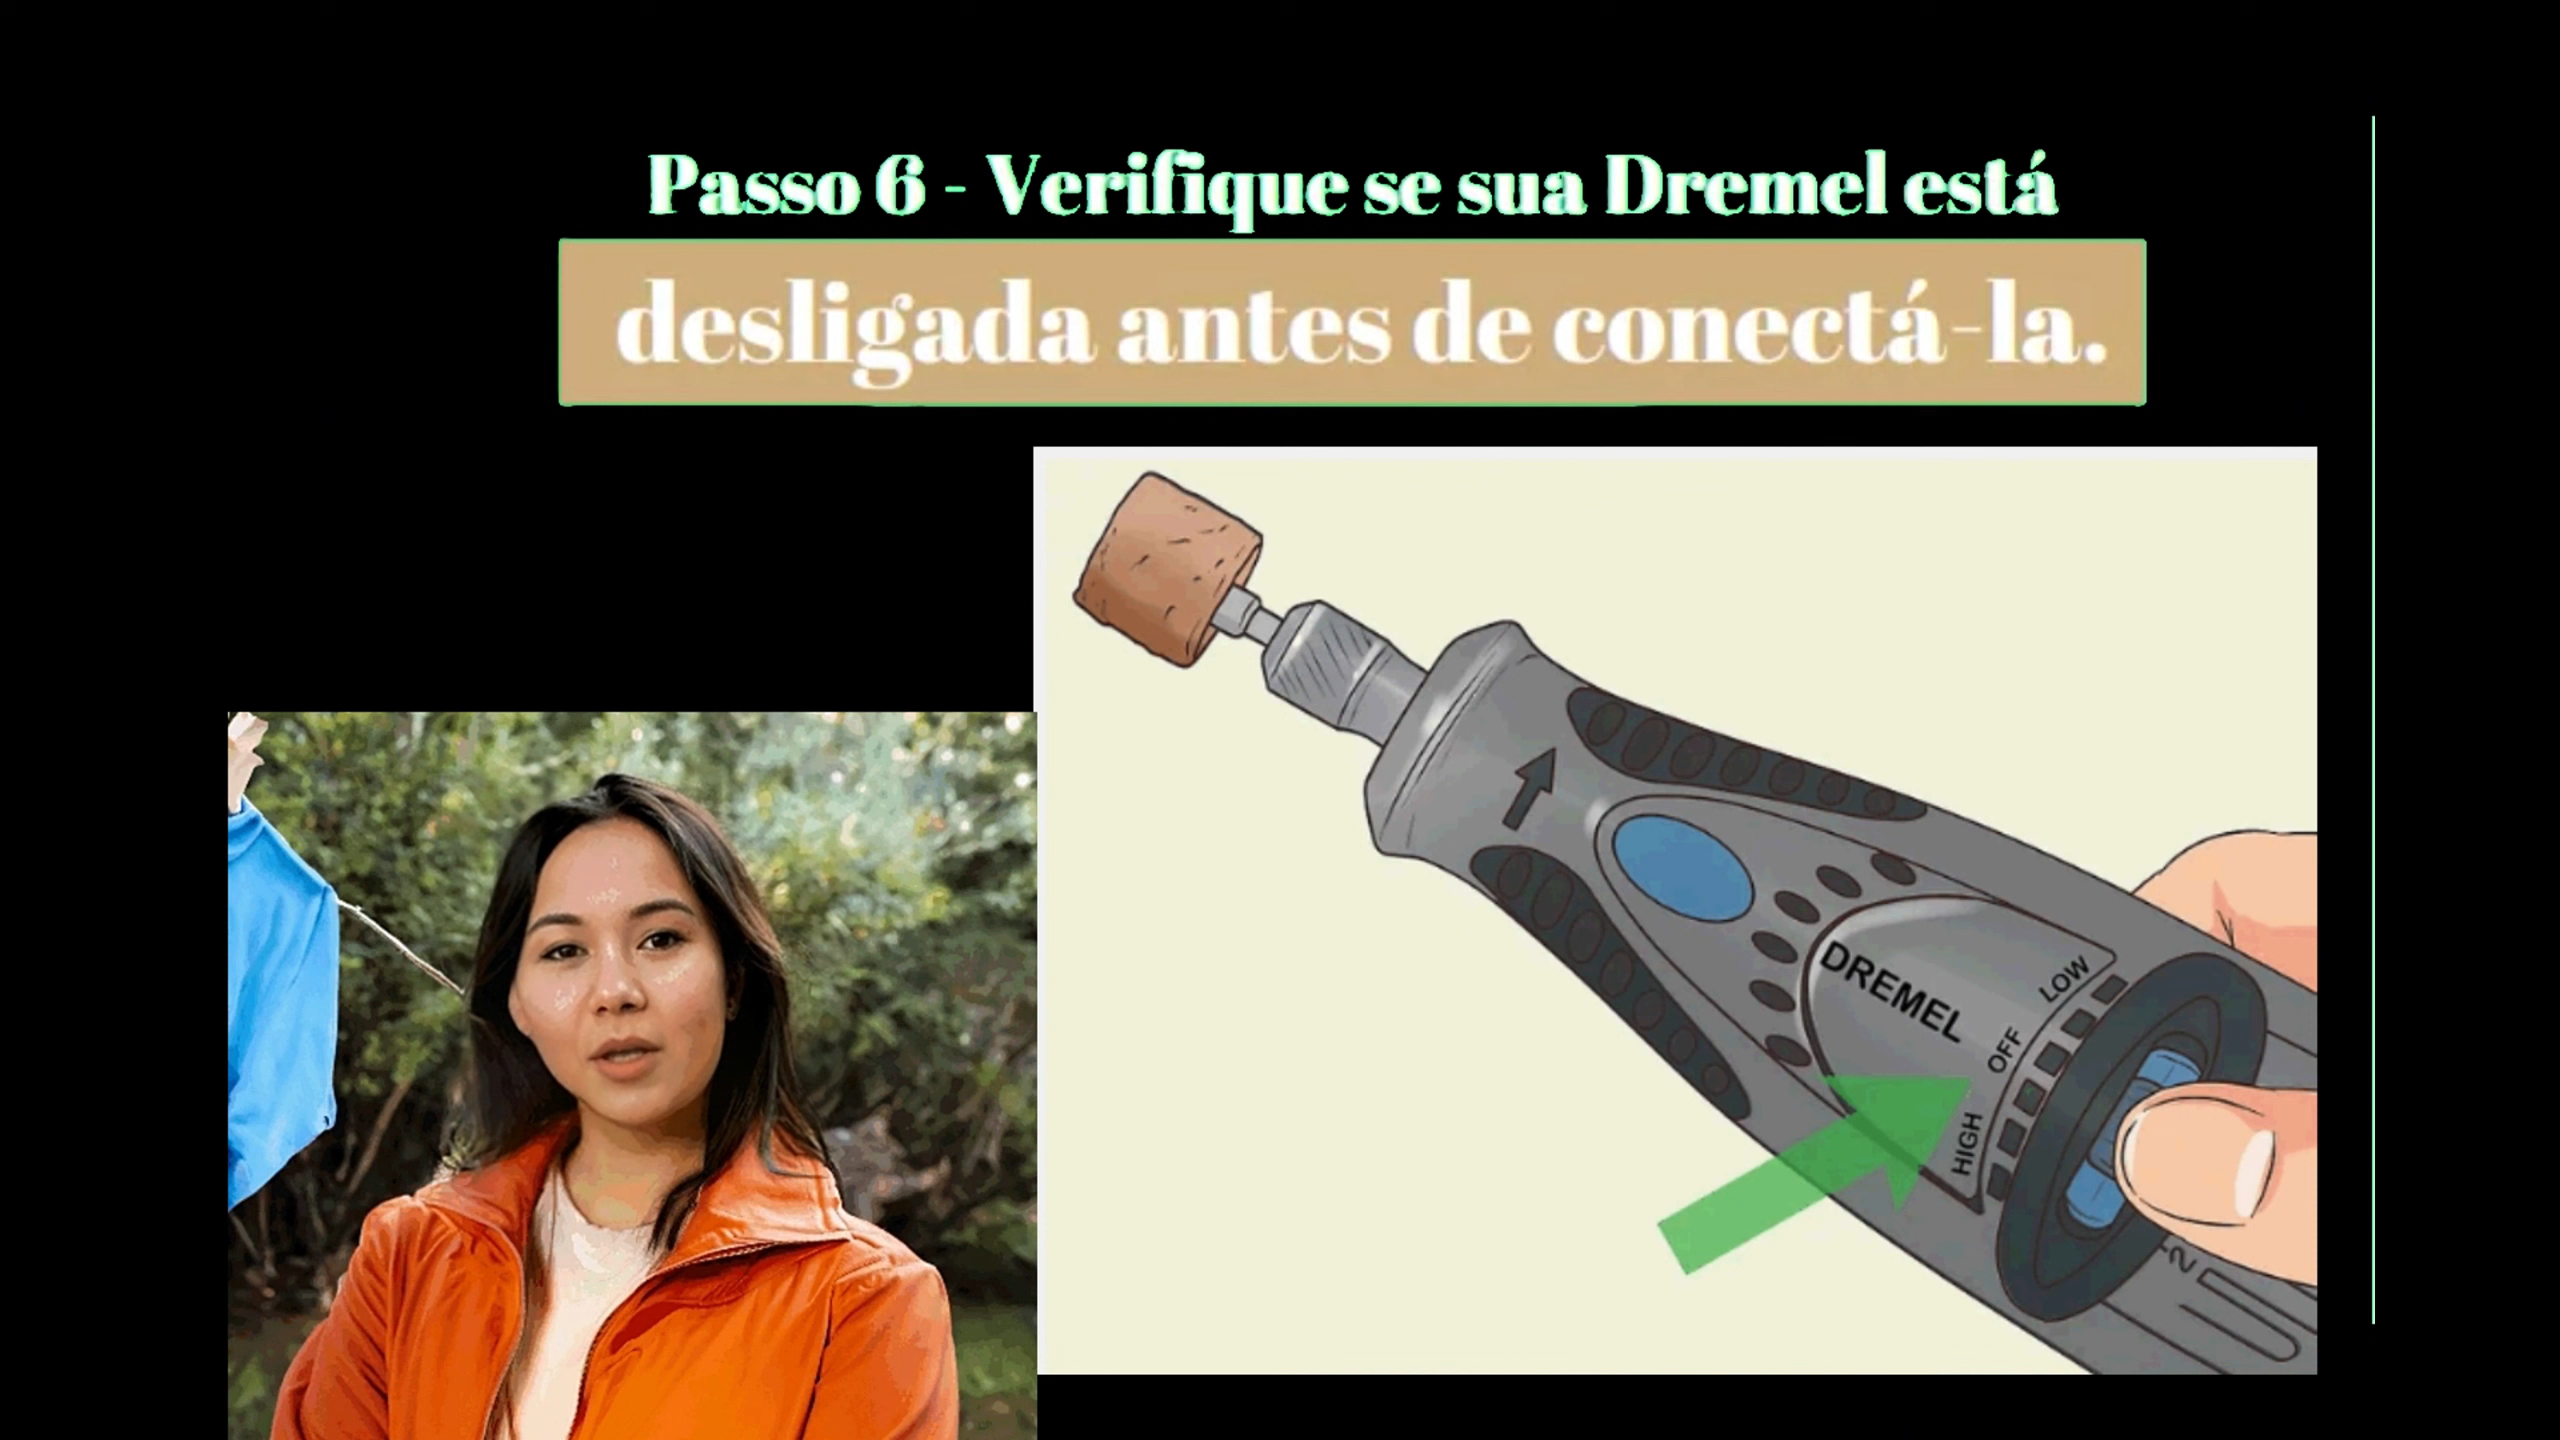 Passo 6 - Verifique se sua Dremel está
desligada antes de conectá-la.
DREMEL
LOW
OFF
HIGH